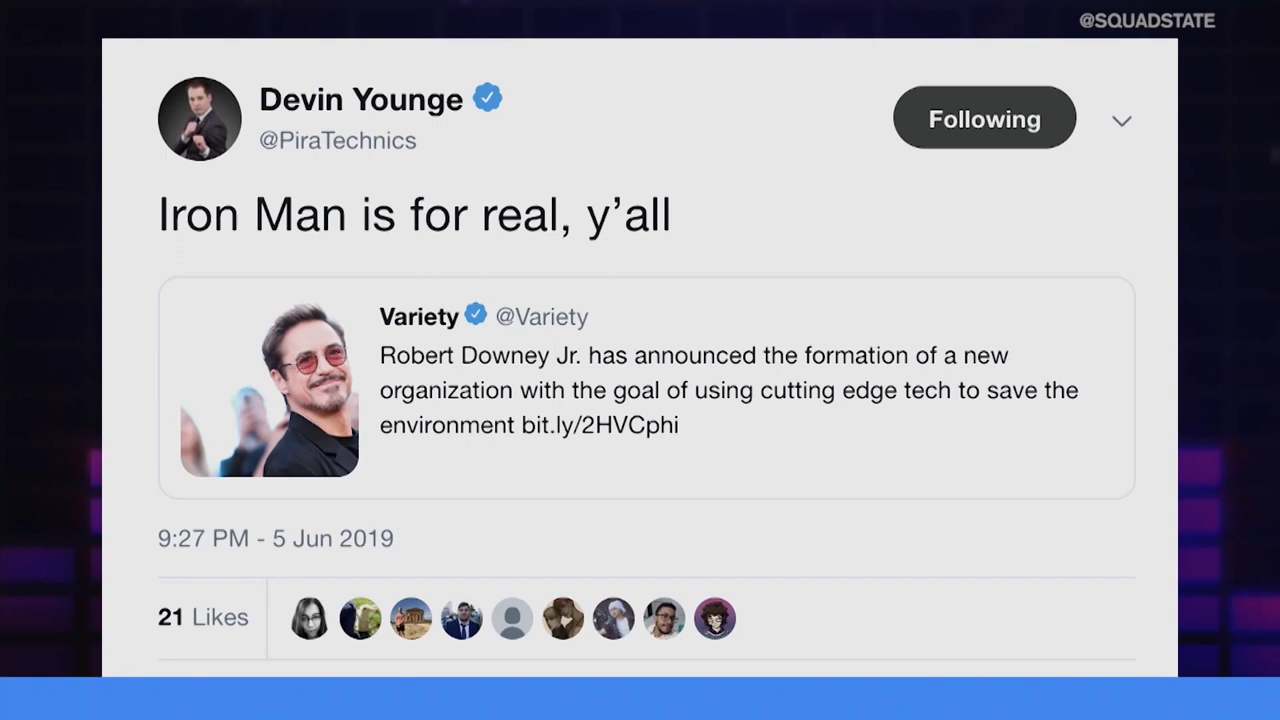 @SQUADSTATE
Devin Younge
@PiraTechnics
Following
Iron Man is for real, y’all
Variety @Variety
Robert Downey Jr. has announced the formation of a new
organization with the goal of using cutting edge tech to save the
environment bit.ly/2HVCphi
9:27 PM - 5 Jun 2019
21 Likes